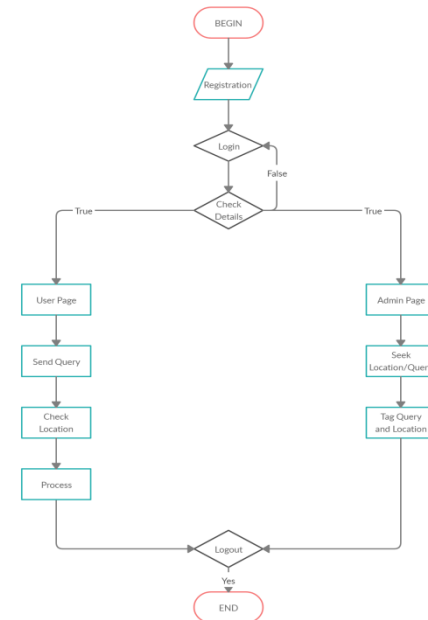 BEGIN
Registration
Login
False
Check
Details
True
True
User Page
Admin Page
Send Query
Seek
Location/Quer
Check
Location
Tag Query
and Location
Process
Logout
Yes
END